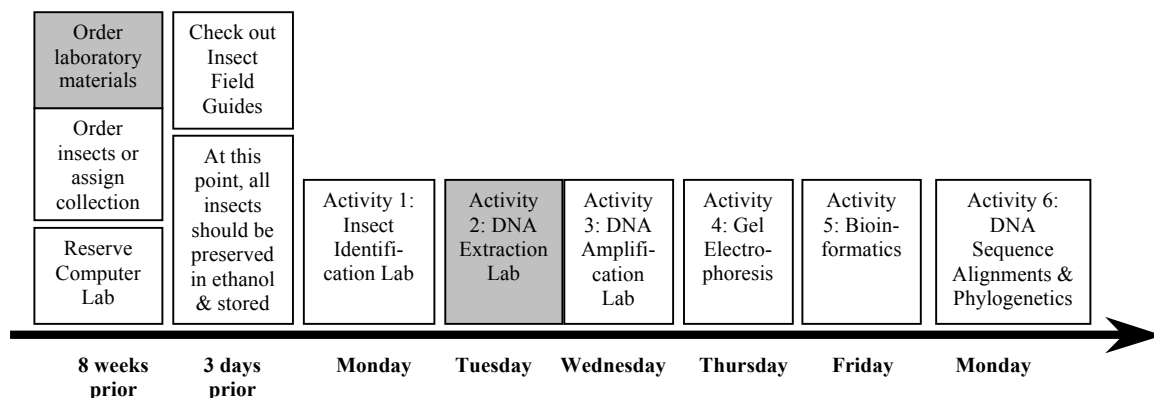 Order
laboratory
materials
Order
insects or
assign
collection
Reserve
Computer
Lab
Check out
Insect
Field
Guides
At this
point, all
insects
should be
preserved
in ethanol
& stored
Activity 1:
Insect
Identifi-
cation Lab
Activity
2: DNA
Extraction
Lab
Activity
3: DNA
Amplifi-
cation
Lab
Activity
4: Gel
Electro-
phoresis
Activity
5: Bioin-
formatics
Activity 6:
DNA
Sequence
Alignments &
Phylogenetics
8 weeks
prior
3 days
prior
Monday
Tuesday
Wednesday
Thursday
Friday
Monday